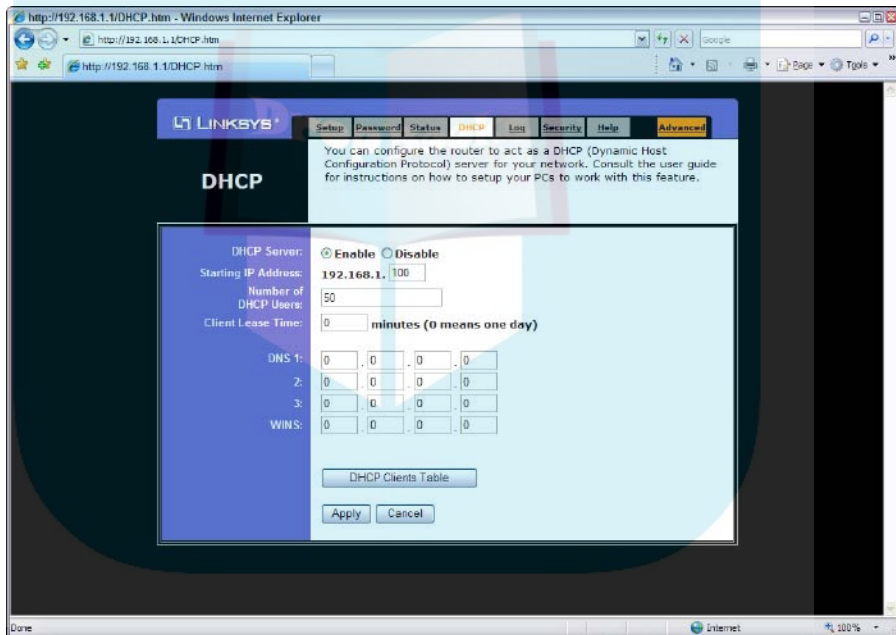 http://192.168.1.1/DHCP.htm - Windows Internet Explorer
http://192.168.1.1/DHCP.htm
Google
http://192.168.1.1/DHCP.htm
Page
Tools
LINKSYS®
Setup Password Status DHCP Log Security Help Advanced
DHCP
You can configure the router to act as a DHCP (Dynamic Host
Configuration Protocol) server for your network. Consult the user guide
for instructions on how to setup your PCs to work with this feature.
DHCP Server: Enable Disable
Starting IP Address: 192.168.1. 100
Number of
DHCP Users: 50
Client Lease Time: 0 minutes (0 means one day)
DNS 1: 0 . 0 . 0 . 0
2: 0 . 0 . 0 . 0
3: 0 . 0 . 0 . 0
WINS: 0 . 0 . 0 . 0
DHCP Clients Table
Apply Cancel
Done
Internet
100%